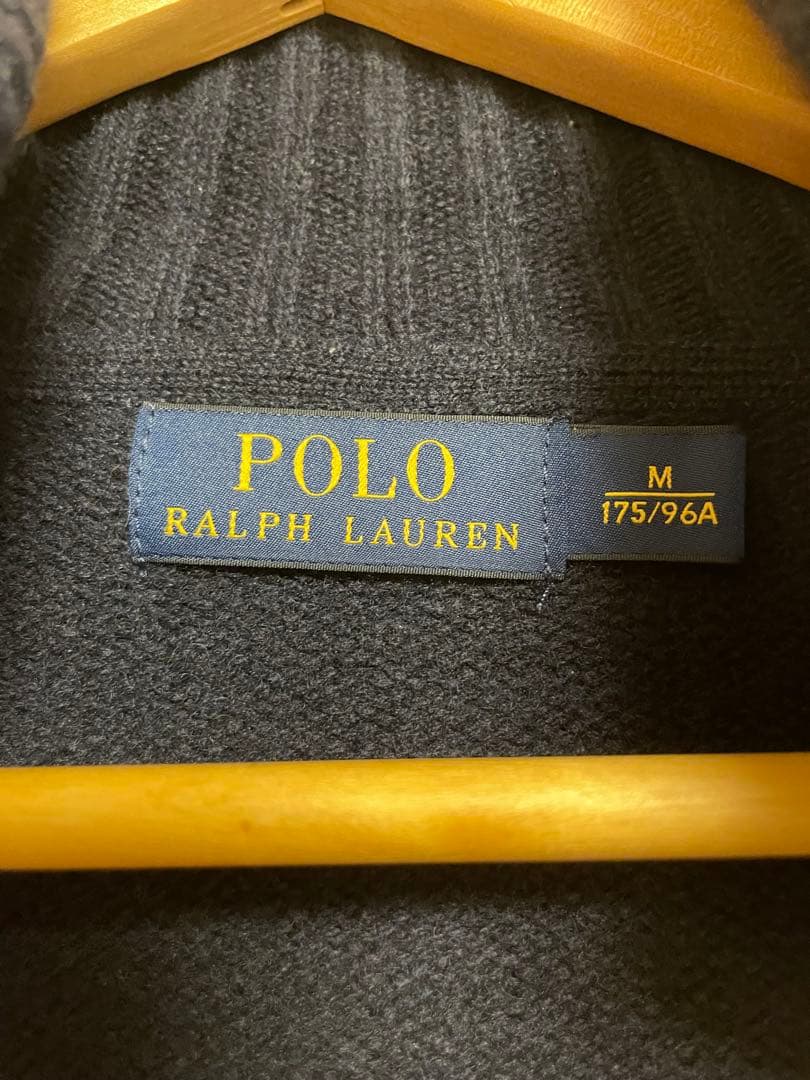 POLO
RALPH LAUREN
M
175/96A